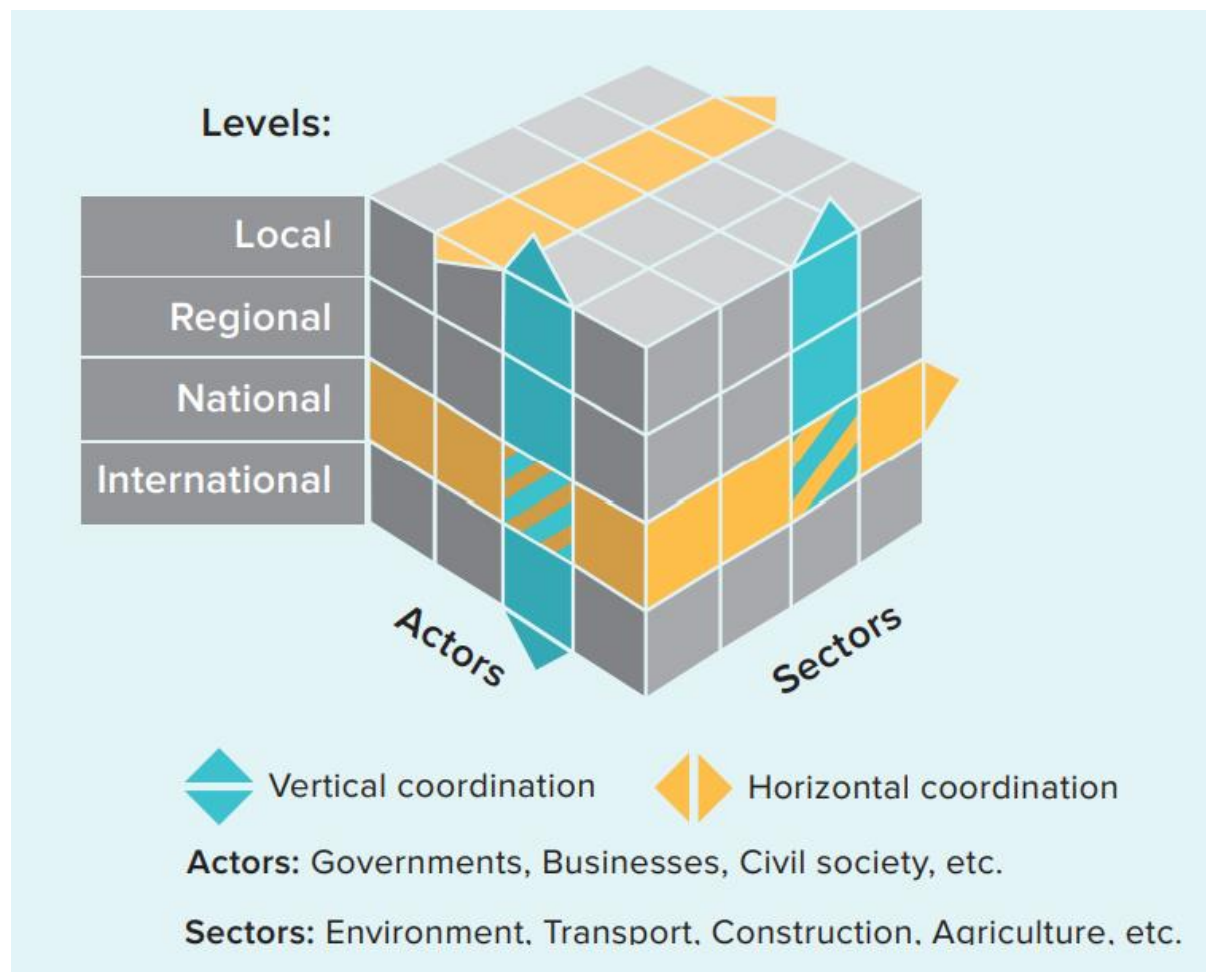 Levels:
Local
Regional
National
International
Actors
Sectors
Vertical coordination
Horizontal coordination
Actors: Governments, Businesses, Civil society, etc.
Sectors: Environment, Transport, Construction, Agriculture, etc.